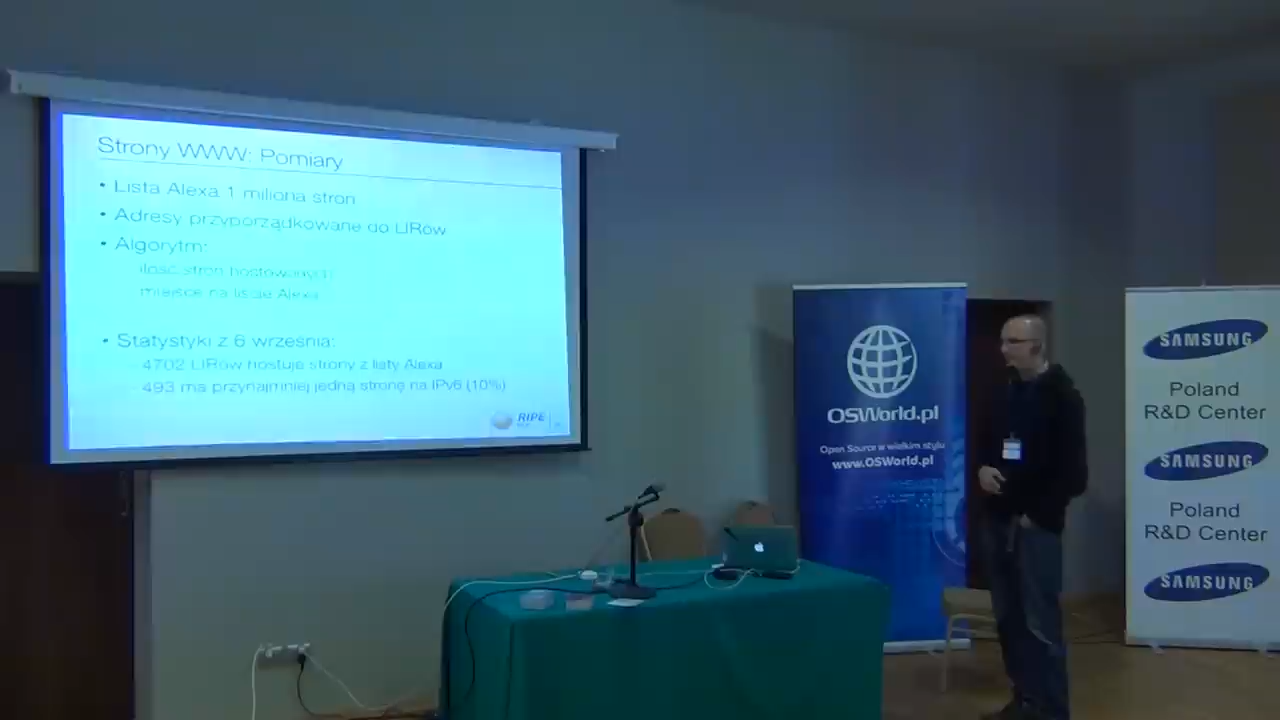 Strony WWW: Pomiary
• Lista Alexa 1 miliona stron
• Adresy przyporządkowane do LIRów
• Algorytm:
ilość stron hostowanych
miejsce na liście Alexa
• Statystyki z 6 września:
4702 LIRów hostuje strony z listy Alexa
493 ma przynajmniej jedną stronę na IPv6 (10%)
RIPE
OSWorld.pl
Open Source w wielkim stylu
www.OSWorld.pl
SAMSUNG
Poland
R&D Center
SAMSUNG
Poland
R&D Center
SAMSUNG